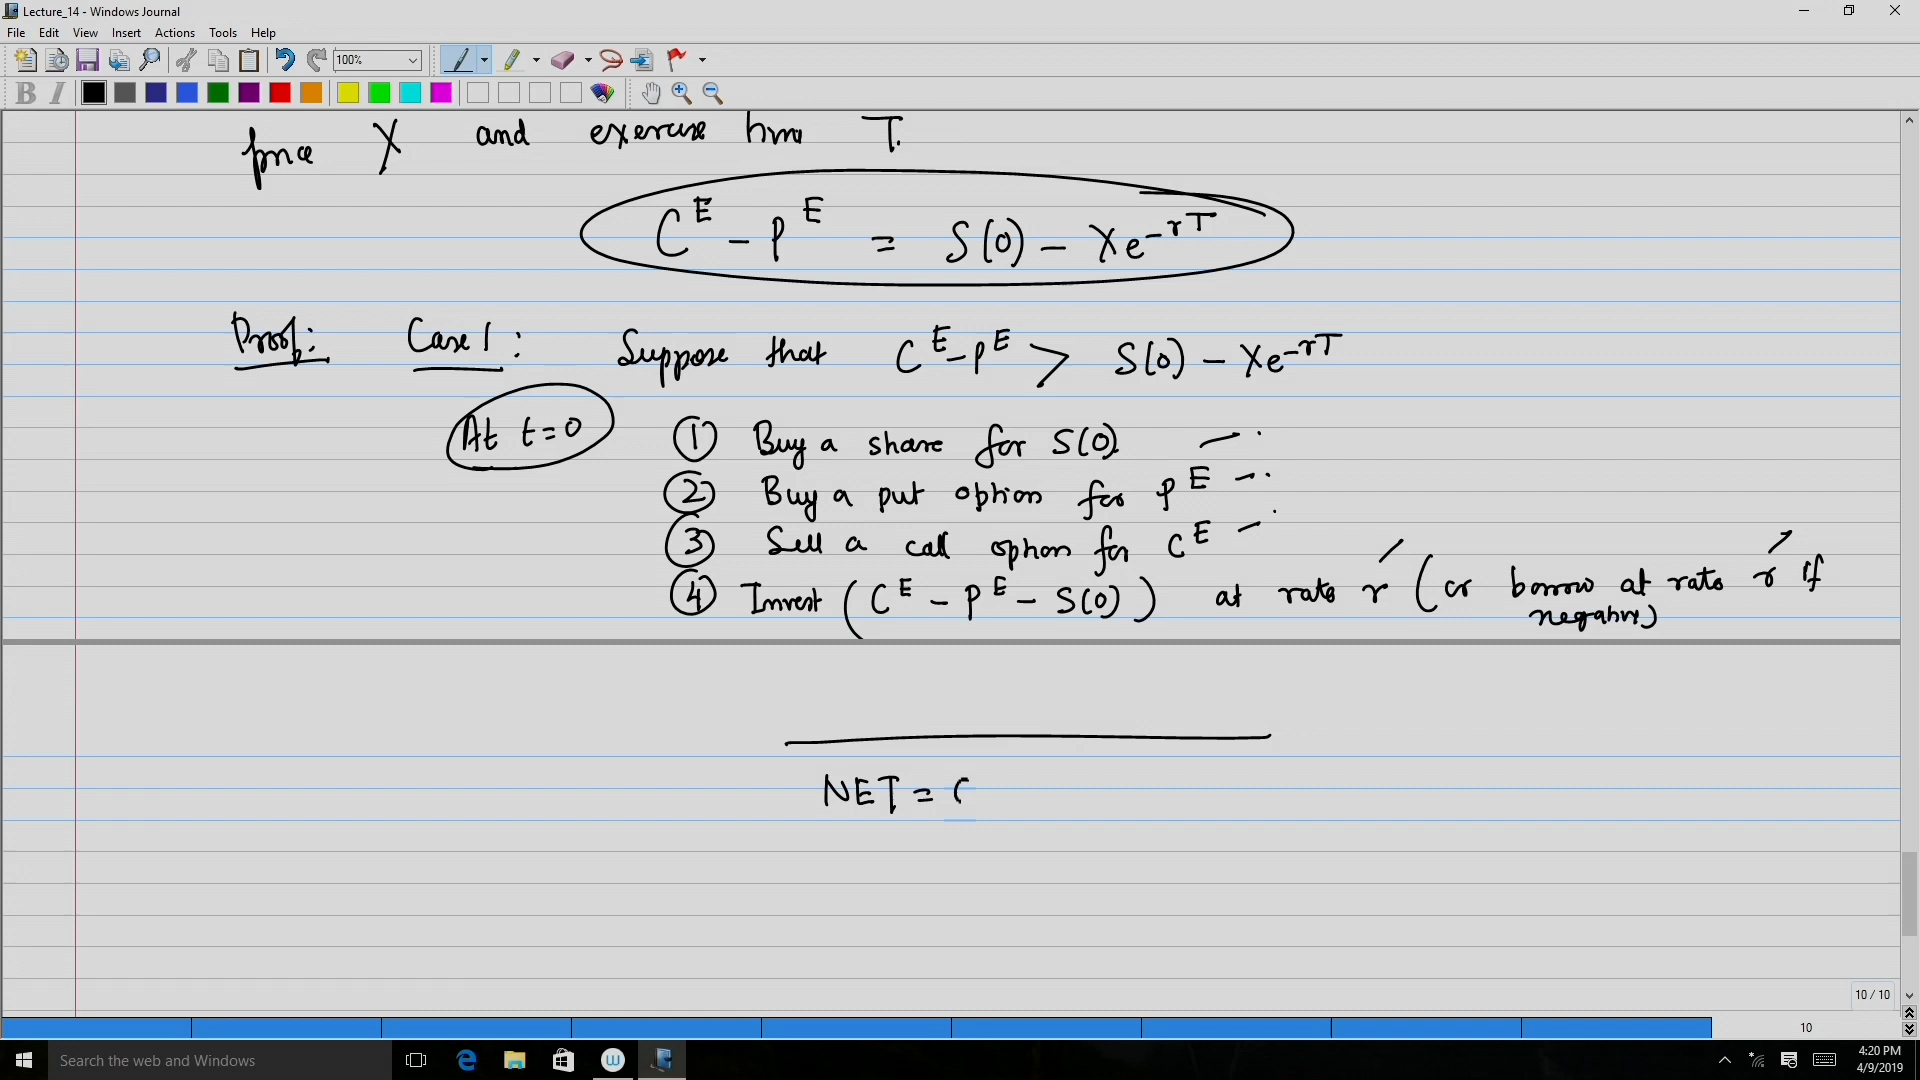 Lecture_14 - Windows Journal
File Edit View Insert Actions Tools Help
100%
B I
price X and exercise time T.
C^E - P^E = S(0) - Xe^{-rT}
Proof: Case 1: Suppose that C^E - P^E > S(0) - Xe^{-rT}
At t=0
① Buy a share for S(0)
② Buy a put option for P^E
③ Sell a call option for C^E
④ Invest (C^E - P^E - S(0)) at rate r (or borrow at rate r if
negative)
NET =
10 / 10
10
Search the web and Windows
4:20 PM
4/9/2019